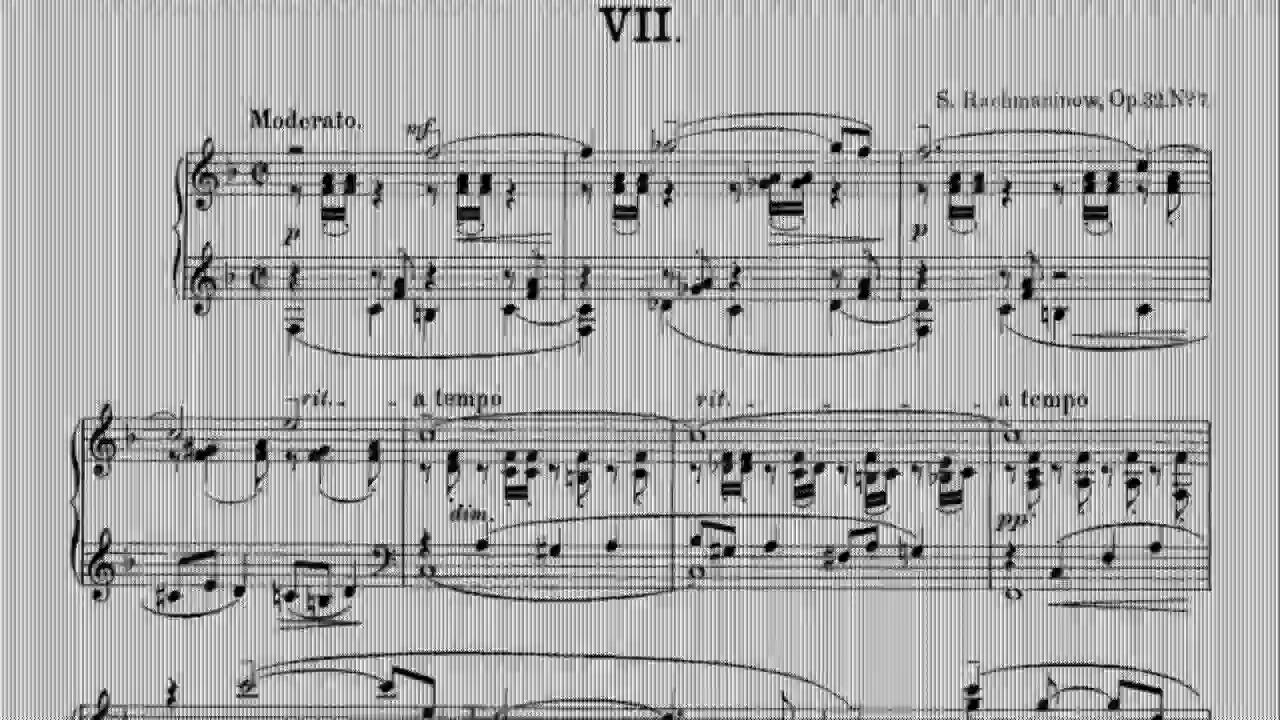 VII.
S. Rachmaninow, Op.32.Nº7.
Moderato.
mf
p
p
rit. - - a tempo
rit. - - - - a tempo
dim.
pp